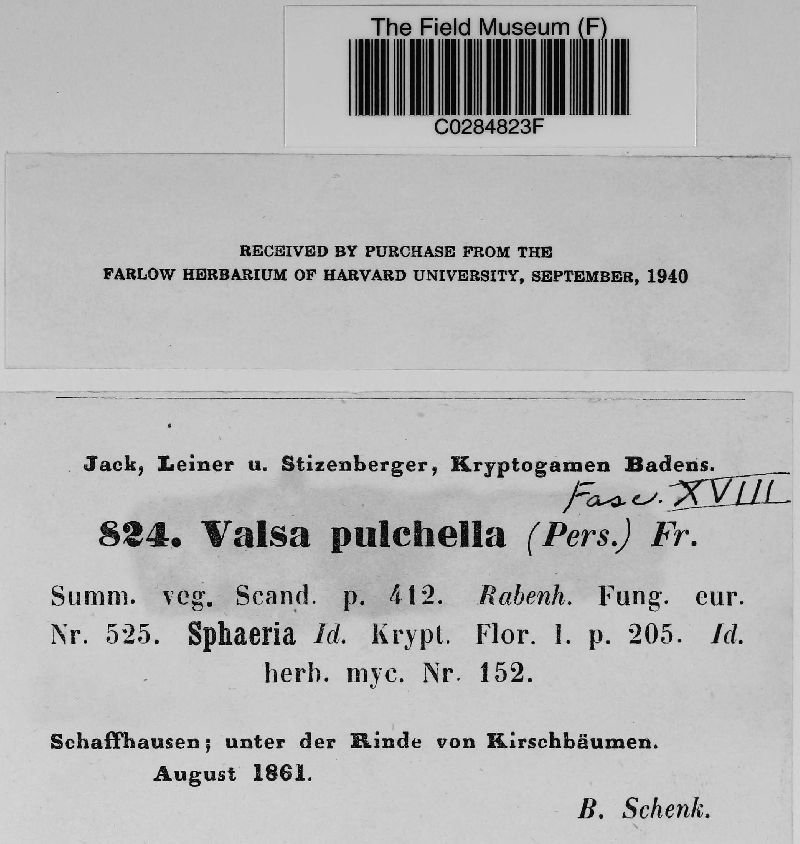 The Field Museum (F)
C0284823F
RECEIVED BY PURCHASE FROM THE
FARLOW HERBARIUM OF HARVARD UNIVERSITY, SEPTEMBER, 1940
Jack, Leiner u. Stizenberger, Kryptogamen Badens.
Fasc. XVIII
824. Valsa pulchella (Pers.) Fr.
Summ. veg. Scand. p. 412. Rabenh. Fung. eur.
Nr. 525. Sphaeria Id. Krypt. Flor. I. p. 205. Id.
herb. myc. Nr. 152.
Schaffhausen; unter der Rinde von Kirschbäumen.
August 1861.
B. Schenk.